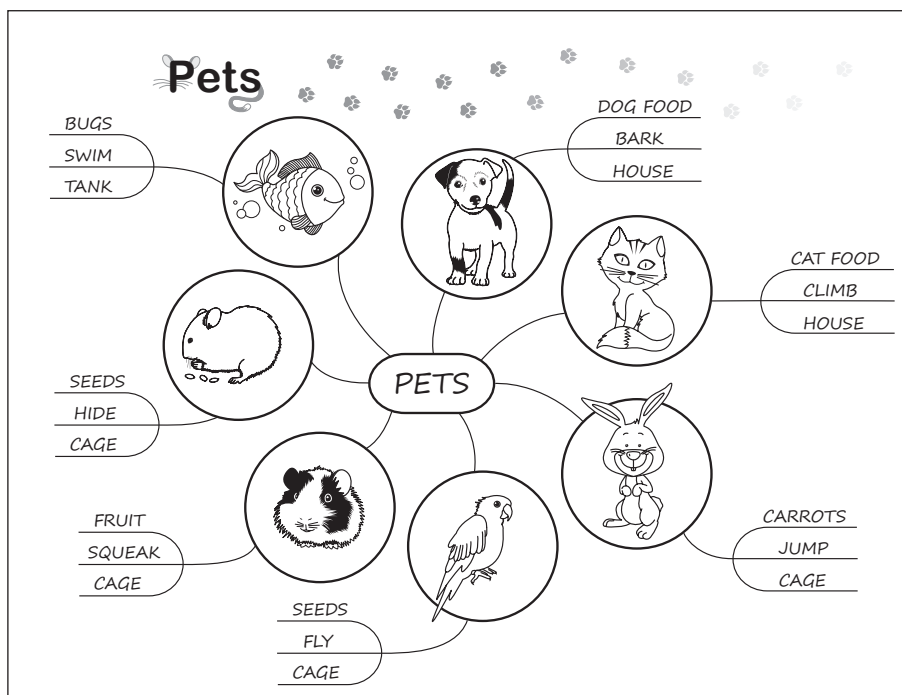 Pets
BUGS
SWIM
TANK
DOG FOOD
BARK
HOUSE
CAT FOOD
CLIMB
HOUSE
PETS
SEEDS
HIDE
CAGE
FRUIT
SQUEAK
CAGE
SEEDS
FLY
CAGE
CARROTS
JUMP
CAGE